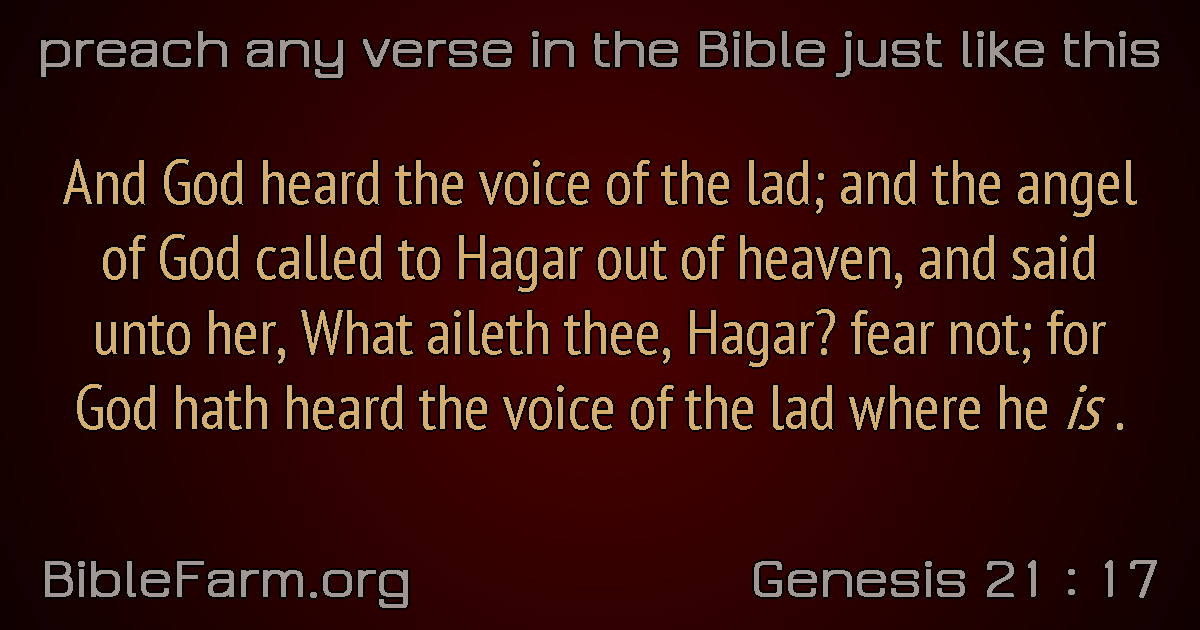 preach any verse in the Bible just like this
And God heard the voice of the lad; and the angel
of God called to Hagar out of heaven, and said
unto her, What aileth thee, Hagar? fear not; for
God hath heard the voice of the lad where he is .
BibleFarm.org
Genesis 21 : 17